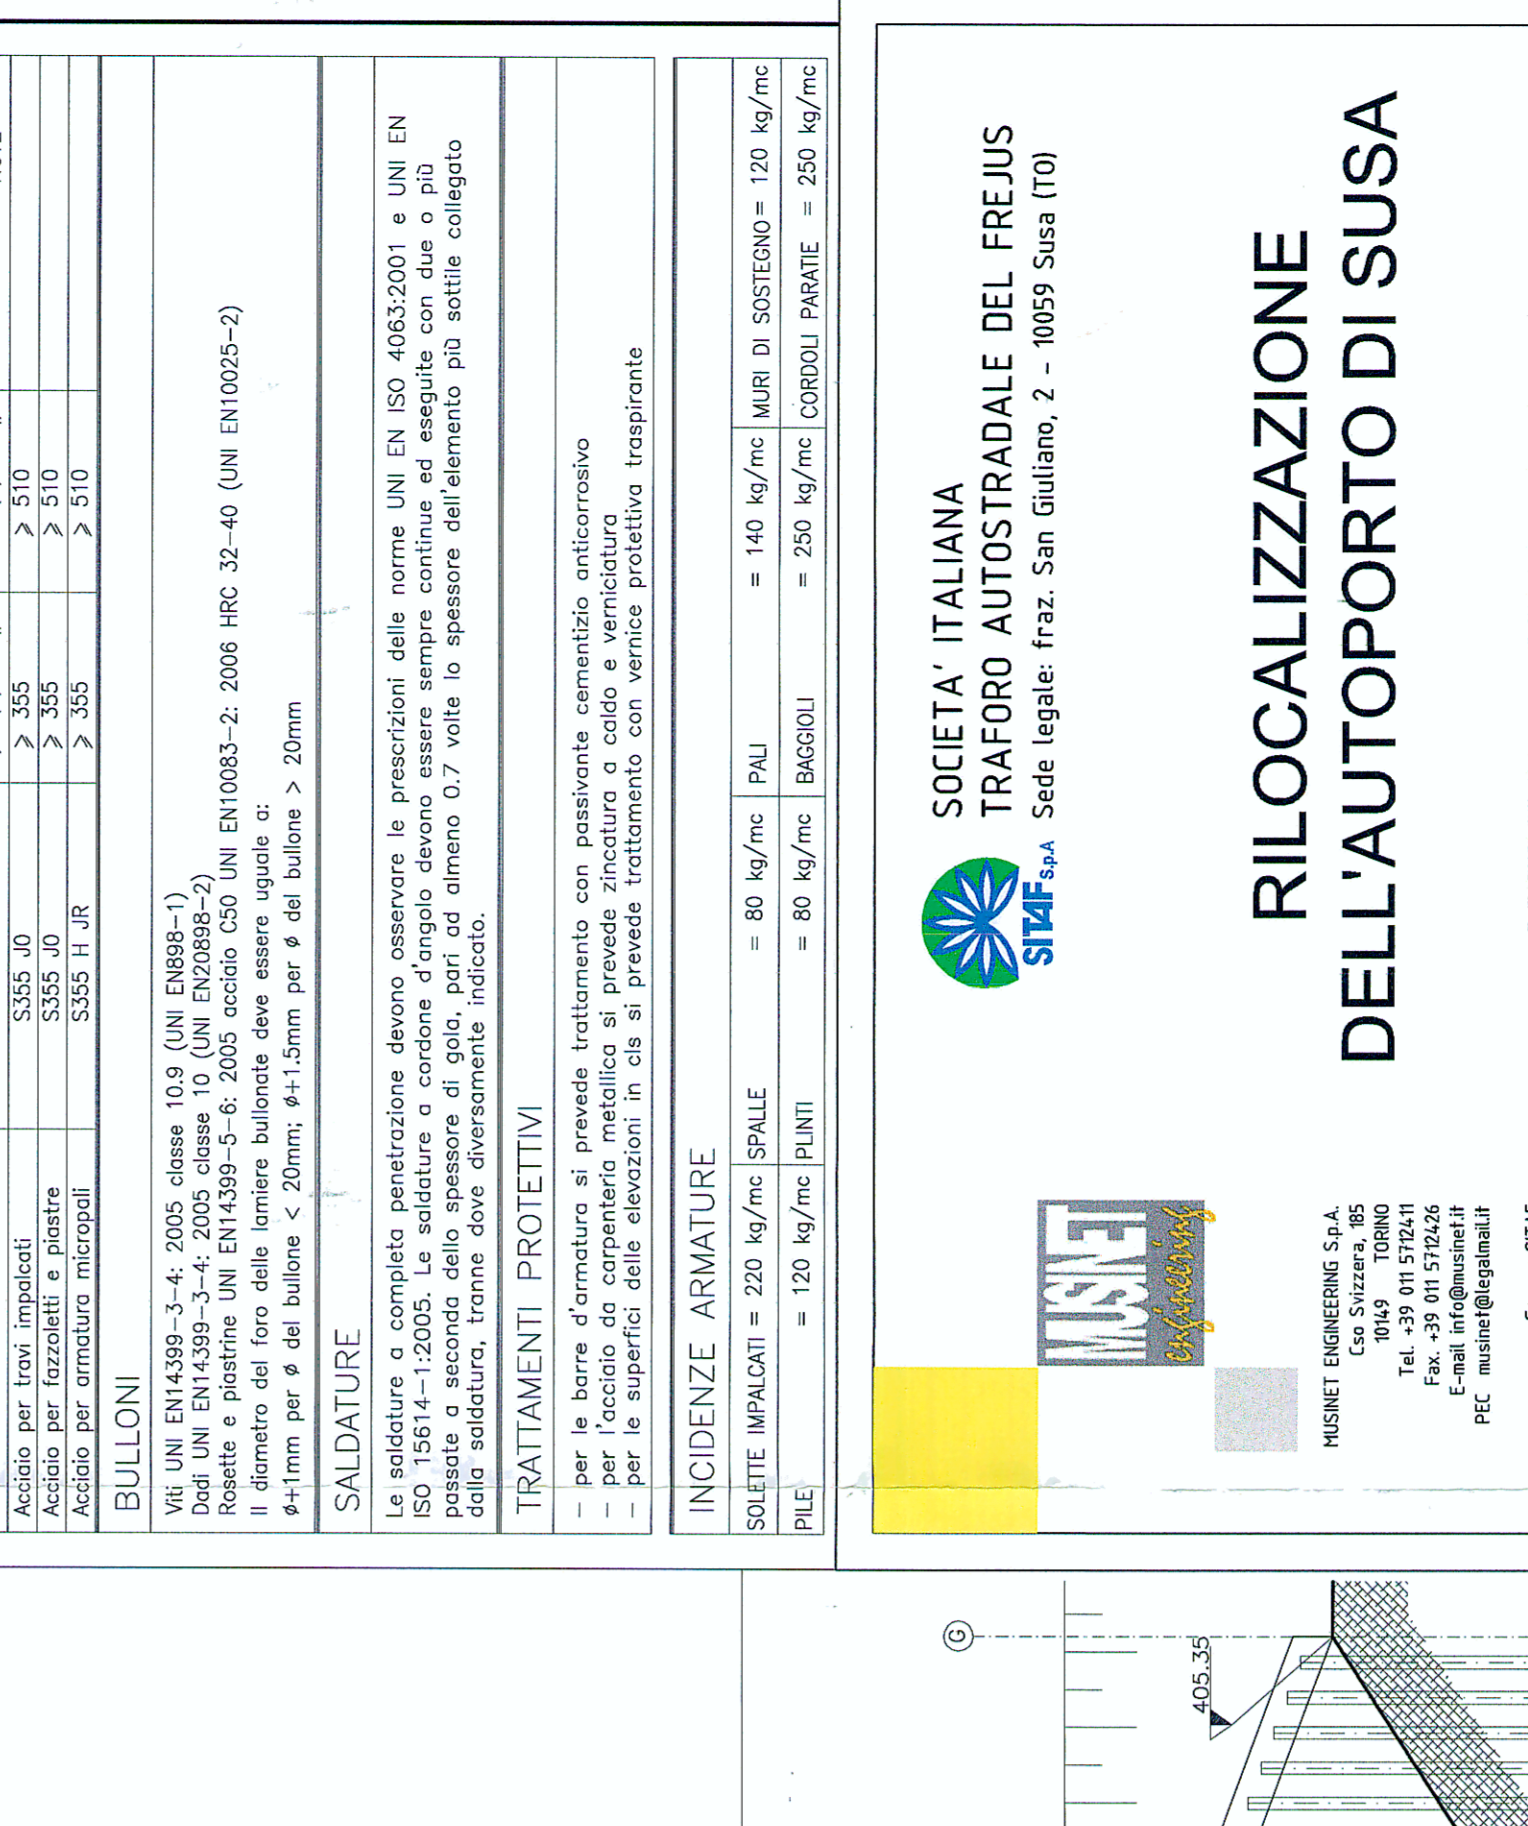 Acciaio per travi impalcati S355 J0 ⩾ 355 ⩾ 510
Acciaio per fazzoletti e piastre S355 J0 ⩾ 355 ⩾ 510
Acciaio per armatura micropali S355 H JR ⩾ 355 ⩾ 510
BULLONI
Viti UNI EN14399-3-4: 2005 classe 10.9 (UNI EN898-1)
Dadi UNI EN14399-3-4: 2005 classe 10 (UNI EN20898-2)
Rosette e piastrine UNI EN14399-5-6: 2005 acciaio C50 UNI EN10083-2: 2006 HRC 32-40 (UNI EN10025-2)
Il diametro del foro delle lamiere bullonate deve essere uguale a:
ø+1mm per ø del bullone < 20mm; ø+1.5mm per ø del bullone > 20mm
SALDATURE
Le saldature a completa penetrazione devono osservare le prescrizioni delle norme UNI EN ISO 4063:2001 e UNI EN
ISO 15614-1:2005. Le saldature a cordone d'angolo devono essere sempre continue ed eseguite con due o più
passate a seconda dello spessore di gola, pari ad almeno 0.7 volte lo spessore dell'elemento più sottile collegato
dalla saldatura, tranne dove diversamente indicato.
TRATTAMENTI PROTETTIVI
- per le barre d'armatura si prevede trattamento con passivante cementizio anticorrosivo
- per l'acciaio da carpenteria metallica si prevede zincatura a caldo e verniciatura
- per le superfici delle elevazioni in cls si prevede trattamento con vernice protettiva traspirante
INCIDENZE ARMATURE
SOLETTE IMPALCATI = 220 kg/mc SPALLE = 80 kg/mc PALI = 140 kg/mc MURI DI SOSTEGNO= 120 kg/mc
PILE = 120 kg/mc PLINTI = 80 kg/mc BAGGIOLI = 250 kg/mc CORDOLI PARATIE = 250 kg/mc
SITAF S.p.A
SOCIETA' ITALIANA
TRAFORO AUTOSTRADALE DEL FREJUS
Sede legale: fraz. San Giuliano, 2 - 10059 Susa (TO)
RILOCALIZZAZIONE
DELL'AUTOPORTO DI SUSA
MUSINET
engineering
MUSINET ENGINEERING S.p.A.
C.so Svizzera, 185
10149 TORINO
Tel. +39 011 5712411
Fax. +39 011 5712426
E-mail info@musinet.it
PEC musinet@legalmail.it
G
405.35